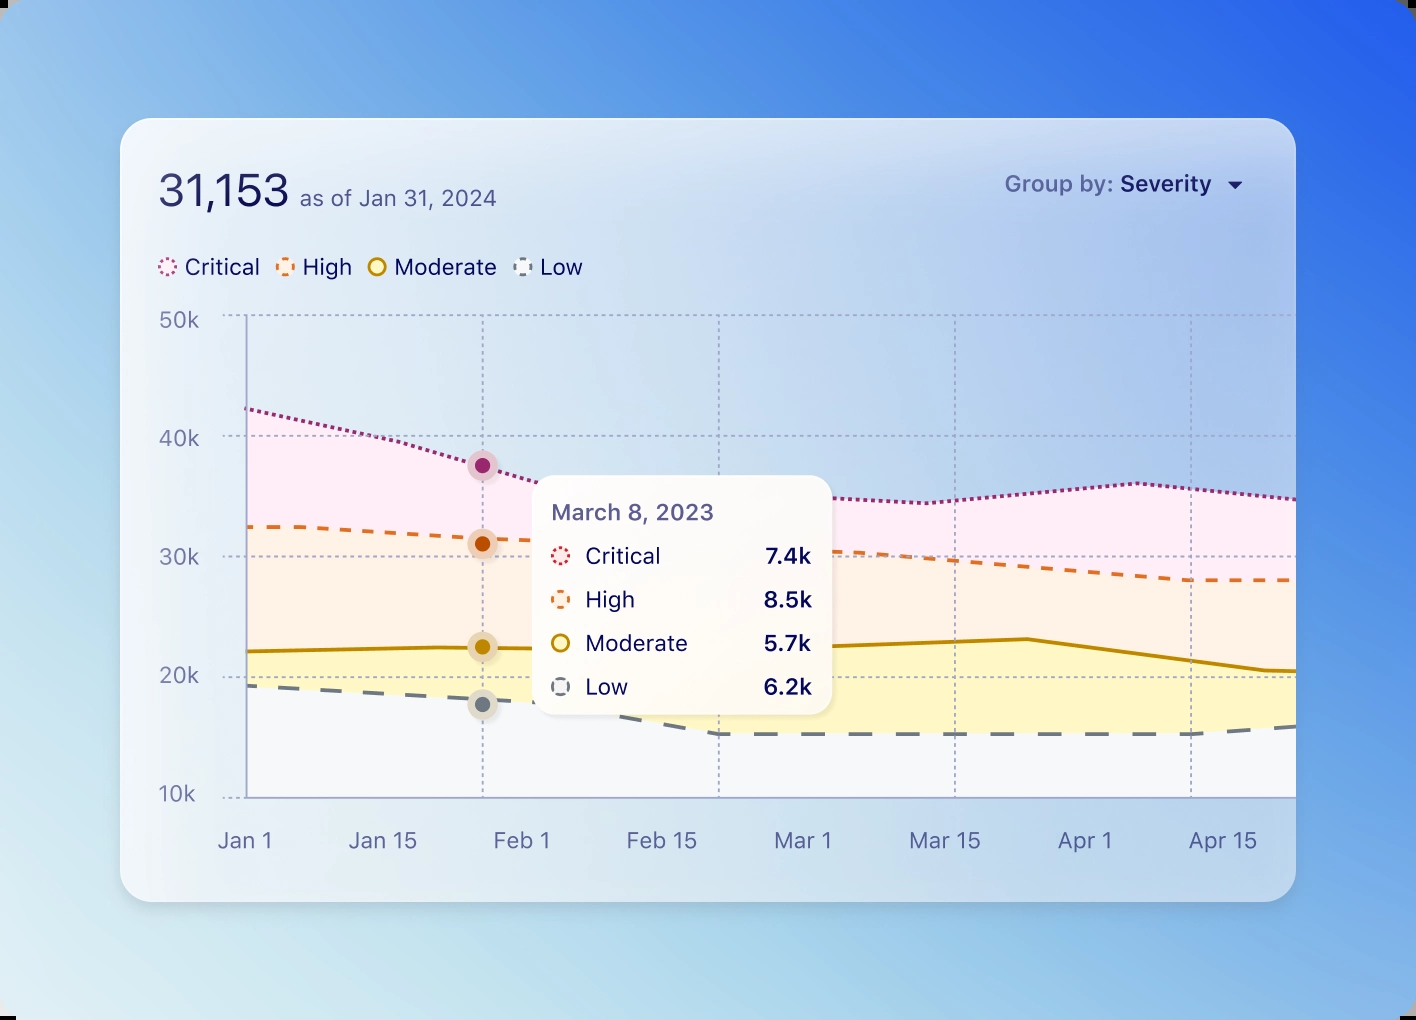 31,153 as of Jan 31, 2024
Group by: Severity
Critical High Moderate Low
50k
40k
30k
20k
10k
March 8, 2023
Critical 7.4k
High 8.5k
Moderate 5.7k
Low 6.2k
Jan 1 Jan 15 Feb 1 Feb 15 Mar 1 Mar 15 Apr 1 Apr 15